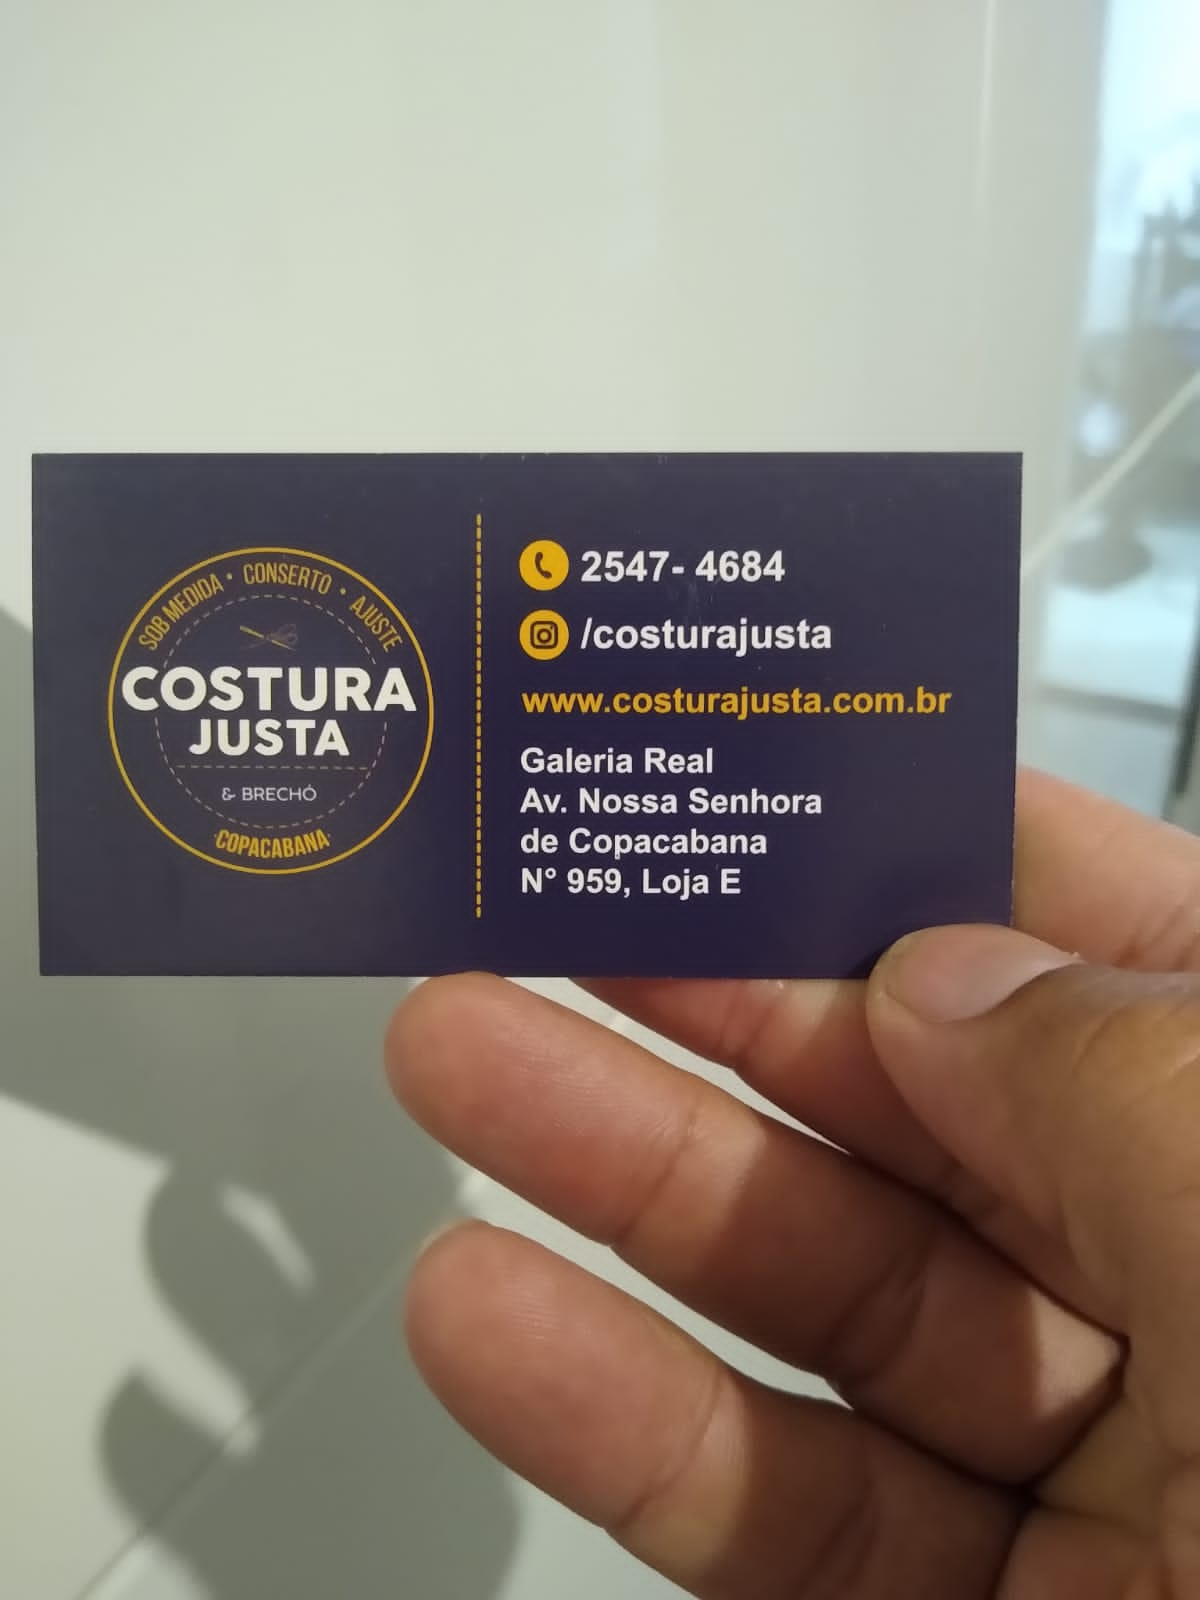 SOB MEDIDA • CONSERTO • AJUSTE
COSTURA
JUSTA
& BRECHÓ
·COPACABANA·
2547- 4684
/costurajusta
www.costurajusta.com.br
Galeria Real
Av. Nossa Senhora
de Copacabana
N° 959, Loja E